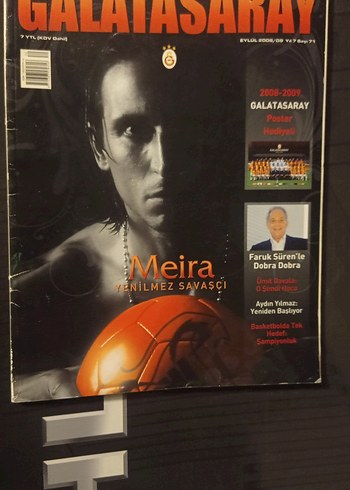 GALATASARAY
7 YTL (KDV Dahil)
EYLÜL 2008/09 Yıl 7 Sayı 71
2008-2009
GALATASARAY
Poster
Hediyeli
Faruk Süren'le
Dobra Dobra
Meira
YENİLMEZ SAVAŞÇI
Aydın Yılmaz:
Yeniden Başlıyor
Basketbolda Tek
Hedef:
Şampiyonluk